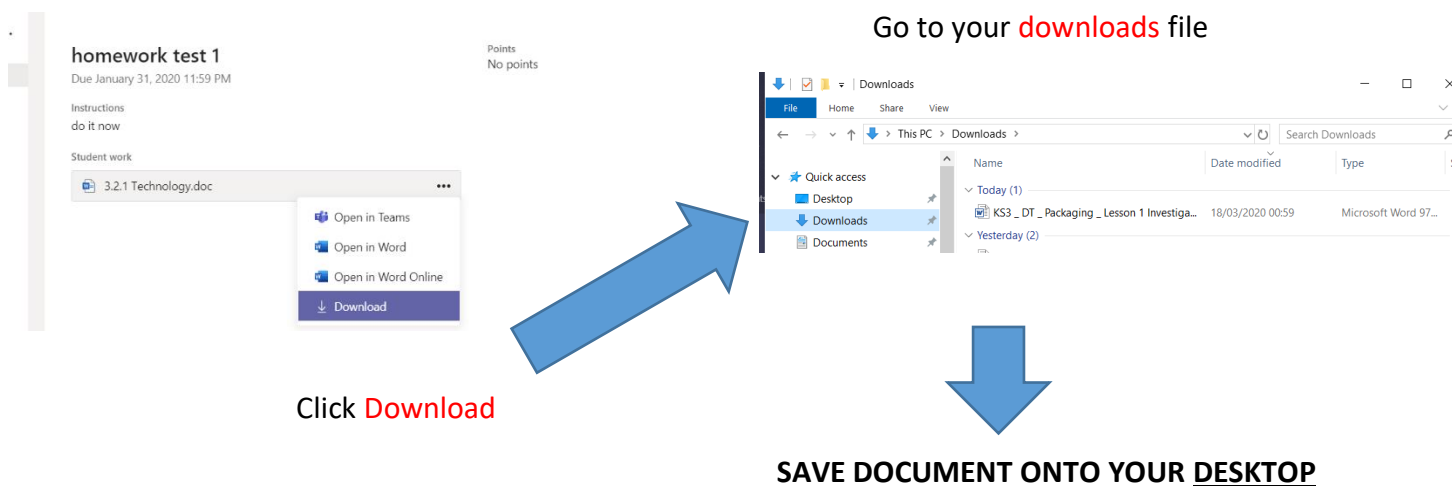 Go to your downloads file
homework test 1
Due January 31, 2020 11:59 PM
Points
No points
Instructions
do it now
Student work
3.2.1 Technology.doc
Open in Teams
Open in Word
Open in Word Online
Download
Click Download
Downloads
File Home Share View
This PC > Downloads >
Search Downloads
Name Date modified Type
Quick access
Desktop
Downloads
Documents
Today (1)
KS3 _ DT _ Packaging _ Lesson 1 Investiga... 18/03/2020 00:59 Microsoft Word 97...
Yesterday (2)
SAVE DOCUMENT ONTO YOUR DESKTOP